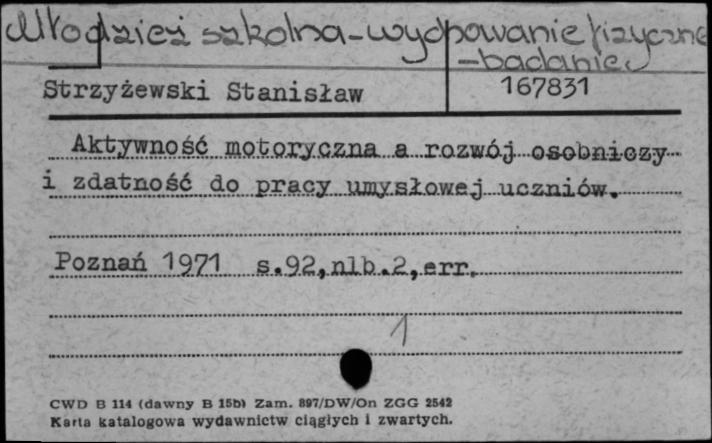 Młodzież szkolna - wychowanie fizyczne
- badanie
Strzyżewski Stanisław
167831
Aktywność motoryczna a rozwój osobniczy
i zdatność do pracy umysłowej uczniów.
Poznań 1971 s.92,nlb.2,err.
1
CWD B 114 (dawny B 15b) Zam. 897/DW/On ZGG 2542
Karta katalogowa wydawnictw ciągłych i zwartych.